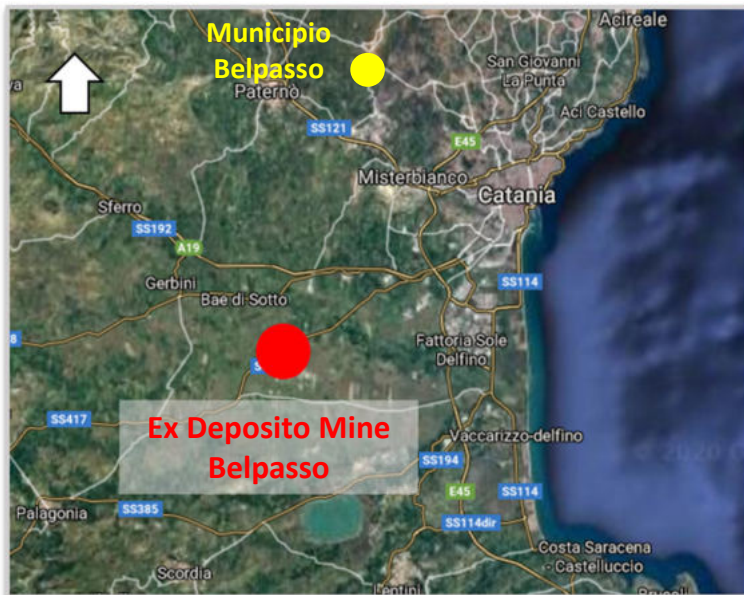 Municipio
Belpasso
Acireale
San Giovanni
La Punta
Paternò
Aci Castello
SS121
E45
Misterbianco
Catania
Sferro
SS192
A19
Gerbini
Bae di Sotto
SS114
Fattoria Sole
Delfino
Ex Deposito Mine
Belpasso
SS417
Vaccarizzo-delfino
© 2020
SS194
E45
SS114
SS385
Palagonia
SS114dir
Costa Saracena
- Castelluccio
Scordia
Lentini